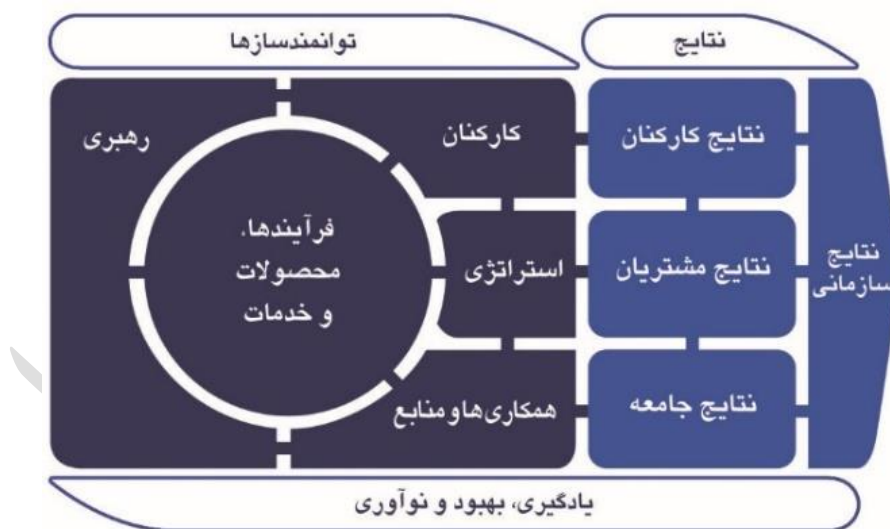 توانمندسازها
نتایج
رهبری
فرآیندها،
محصولات
و خدمات
کارکنان
استراتژی
همکاری‌ها و منابع
نتایج کارکنان
نتایج مشتریان
نتایج جامعه
نتایج
سازمانی
یادگیری، بهبود و نوآوری